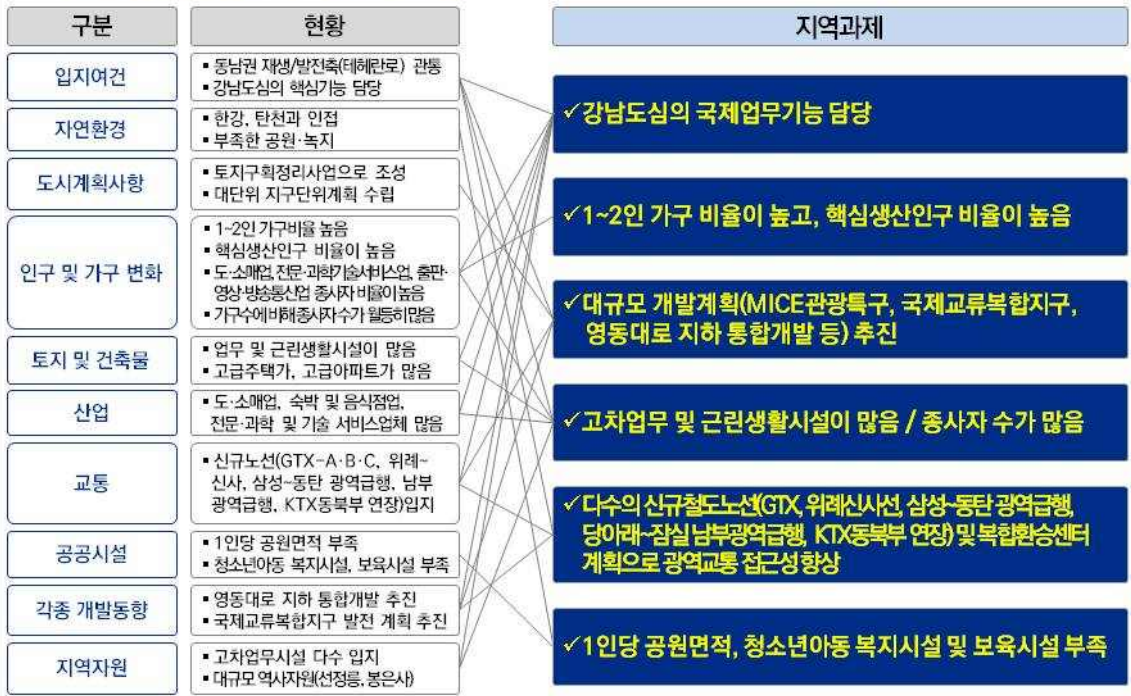 구분
현황
지역과제
입지여건
▪ 동남권 재생/발전축(테헤란로) 관통
▪ 강남도심의 핵심기능 담당
자연환경
▪ 한강, 탄천과 인접
▪ 부족한 공원·녹지
도시계획사항
▪ 토지구획정리사업으로 조성
▪ 대단위 지구단위계획 수립
인구 및 가구 변화
▪ 1~2인 가구비율 높음
▪ 핵심생산인구 비율이 높음
▪ 도·소매업, 전문·과학기술서비스업, 출판·
영상·방송통신업 종사자 비율이 높음
▪ 가구수에 비해 종사자 수가 월등히 많음
토지 및 건축물
▪ 업무 및 근린생활시설이 많음
▪ 고급주택가, 고급아파트가 많음
산업
▪ 도·소매업, 숙박 및 음식점업,
전문·과학 및 기술 서비스업체 많음
교통
▪ 신규노선(GTX-A·B·C, 위례~
신사, 삼성~동탄 광역급행, 남부
광역급행, KTX동북부 연장)입지
공공시설
▪ 1인당 공원면적 부족
▪ 청소년아동 복지시설, 보육시설 부족
각종 개발동향
▪ 영동대로 지하 통합개발 추진
▪ 국제교류복합지구 발전 계획 추진
지역자원
▪ 고차업무시설 다수 입지
▪ 대규모 역사자원(선정릉, 봉은사)
✓강남도심의 국제업무기능 담당
✓1~2인 가구 비율이 높고, 핵심생산인구 비율이 높음
✓대규모 개발계획(MICE관광특구, 국제교류복합지구,
영동대로 지하 통합개발 등) 추진
✓고차업무 및 근린생활시설이 많음 / 종사자 수가 많음
✓다수의 신규철도노선(GTX, 위례신사선, 삼성~동탄 광역급행,
당아래~잠실 남부광역급행, KTX동북부 연장) 및 복합환승센터
계획으로 광역교통 접근성 향상
✓1인당 공원면적, 청소년아동 복지시설 및 보육시설 부족